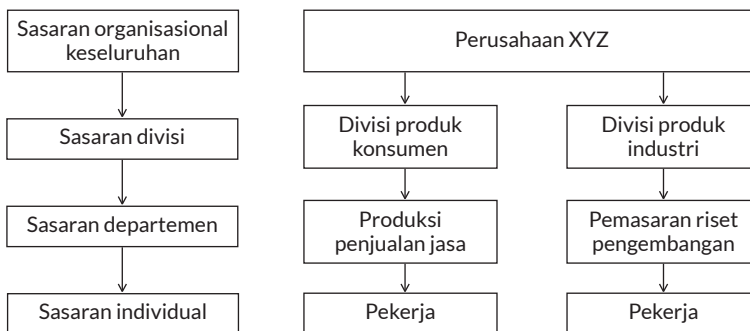 Sasaran organisasional
keseluruhan
Perusahaan XYZ
Sasaran divisi
Divisi produk
konsumen
Divisi produk
industri
Sasaran departemen
Produksi
penjualan jasa
Pemasaran riset
pengembangan
Sasaran individual
Pekerja
Pekerja